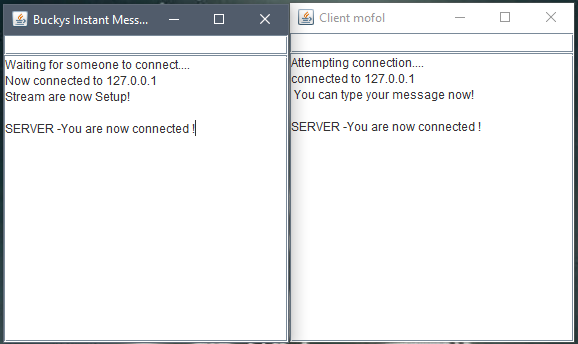 Buckys Instant Mess...
Waiting for someone to connect....
Now connected to 127.0.0.1
Stream are now Setup!
SERVER -You are now connected !
Client mofol
Attempting connection....
connected to 127.0.0.1
You can type your message now!
SERVER -You are now connected !